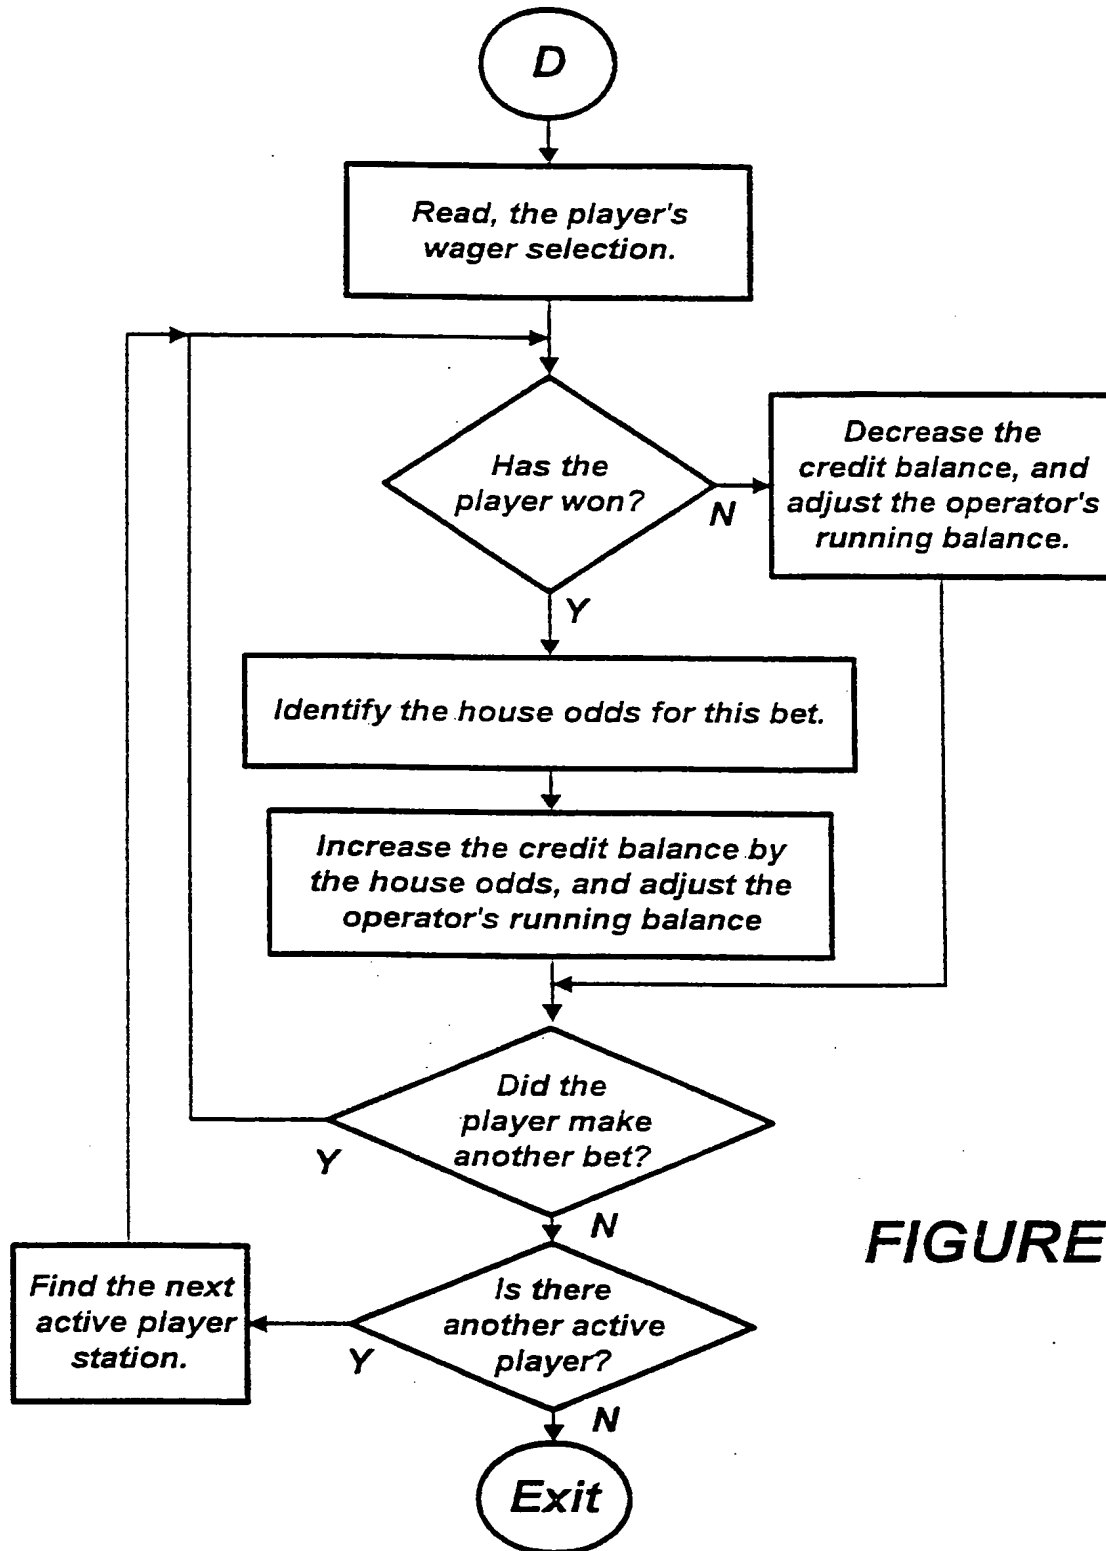 D
Read, the player's
wager selection.
Has the
player won?
N
Decrease the
credit balance, and
adjust the operator's
running balance.
Y
Identify the house odds for this bet.
Increase the credit balance by
the house odds, and adjust the
operator's running balance
Did the
player make
another bet?
Y
N
FIGURE
Find the next
active player
station.
Is there
another active
player?
Y
N
Exit